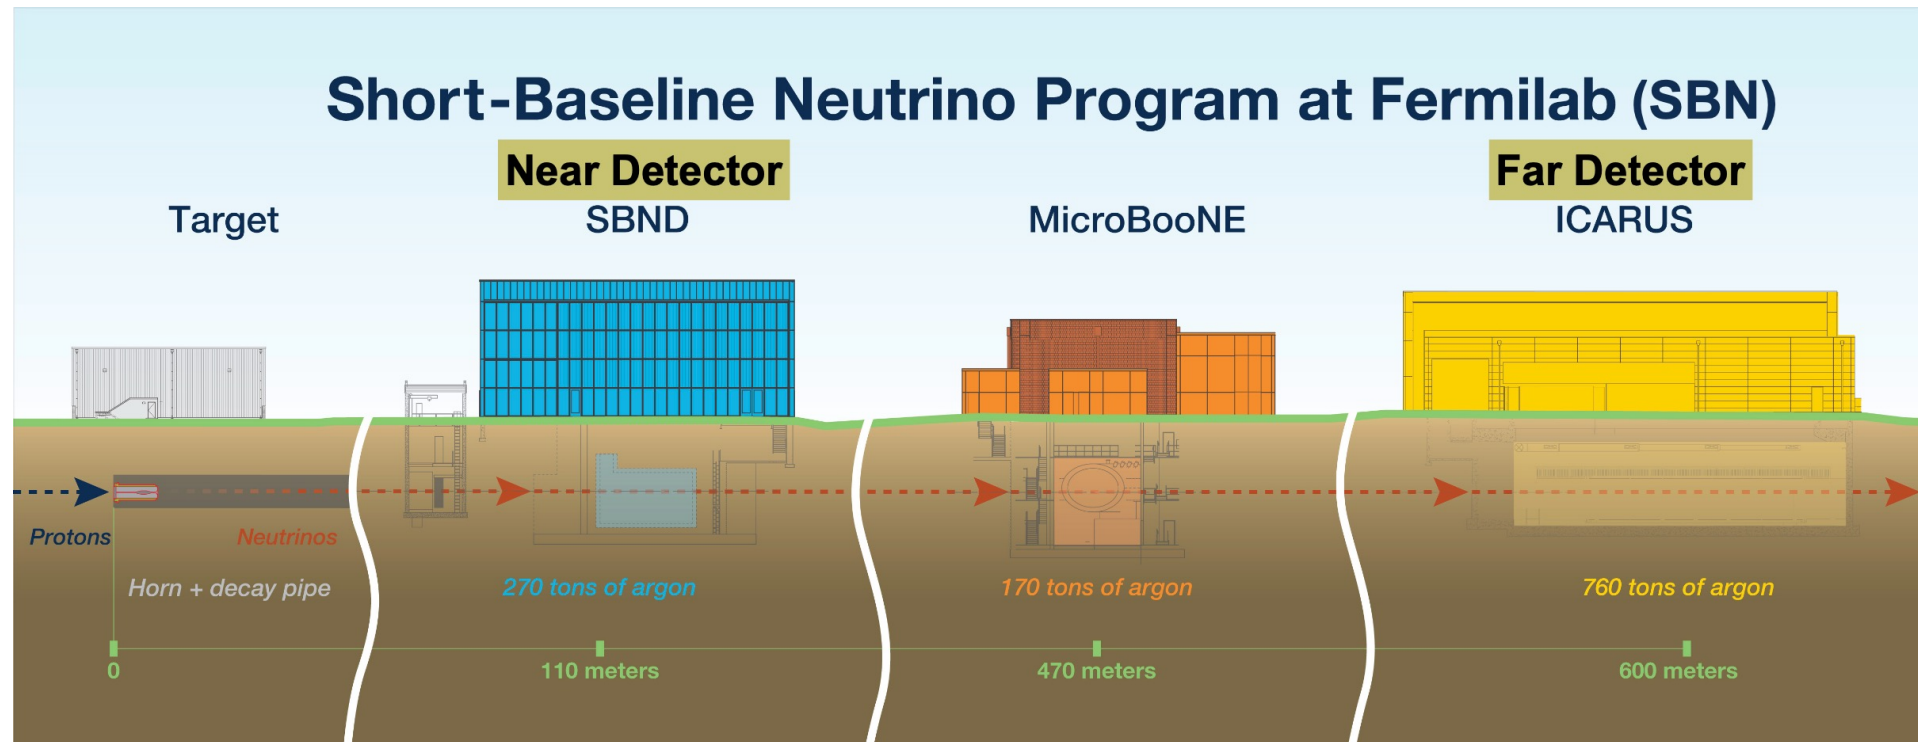 Short-Baseline Neutrino Program at Fermilab (SBN)
Near Detector
Far Detector
Target
SBND
MicroBooNE
ICARUS
Protons
Neutrinos
Horn + decay pipe
270 tons of argon
170 tons of argon
760 tons of argon
0
110 meters
470 meters
600 meters